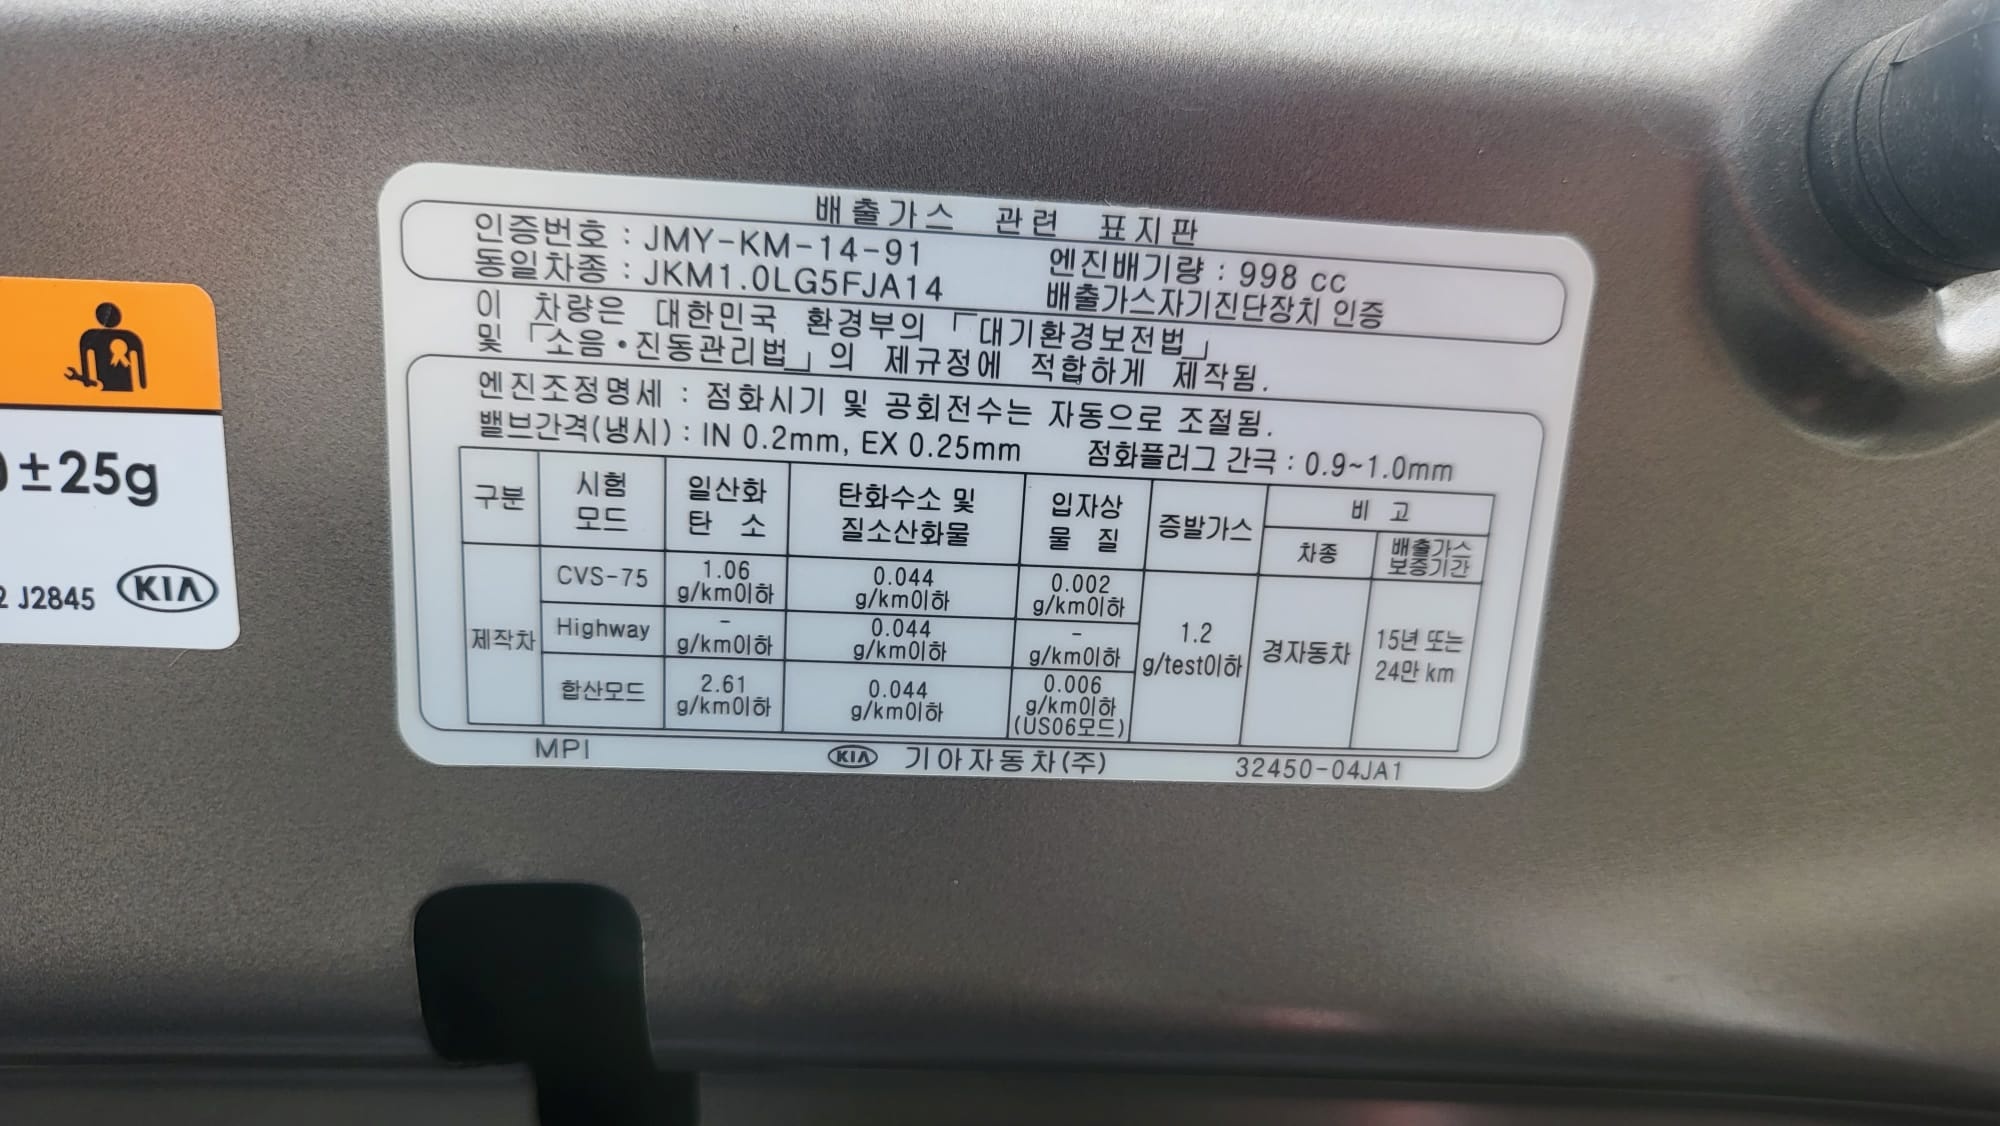 배출가스 관련 표지판
인증번호 : JMY-KM-14-91 엔진배기량 : 998 cc
동일차종 : JKM1.0LG5FJA14 배출가스자기진단장치 인증
이 차량은 대한민국 환경부의 「대기환경보전법」
및 「소음·진동관리법」의 제규정에 적합하게 제작됨.
엔진조정명세 : 점화시기 및 공회전수는 자동으로 조절됨.
밸브간격(냉시) : IN 0.2mm, EX 0.25mm 점화플러그 간극 : 0.9~1.0mm
구분 시험 모드 일산화 탄소 탄화수소 및 질소산화물 입자상 물질 증발가스 비고
차종 배출가스 보증기간
제작차 CVS-75 1.06 g/km이하 0.044 g/km이하 0.002 g/km이하 1.2 g/test이하 경자동차 15년 또는 24만 km
Highway - g/km이하 0.044 g/km이하 - g/km이하
합산모드 2.61 g/km이하 0.044 g/km이하 0.006 g/km이하 (US06모드)
MPI KIA 기아자동차(주) 32450-04JA1
±25g
2 J2845 KIA